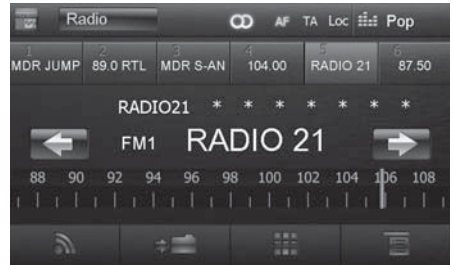 Radio AF TA Loc Pop
1 2 3 4 5 6
MDR JUMP 89.0 RTL MDR S-AN 104.00 RADIO 21 87.50
RADIO21 * * * * * * *
FM1 RADIO 21
88 90 92 94 96 98 100 102 104 106 108